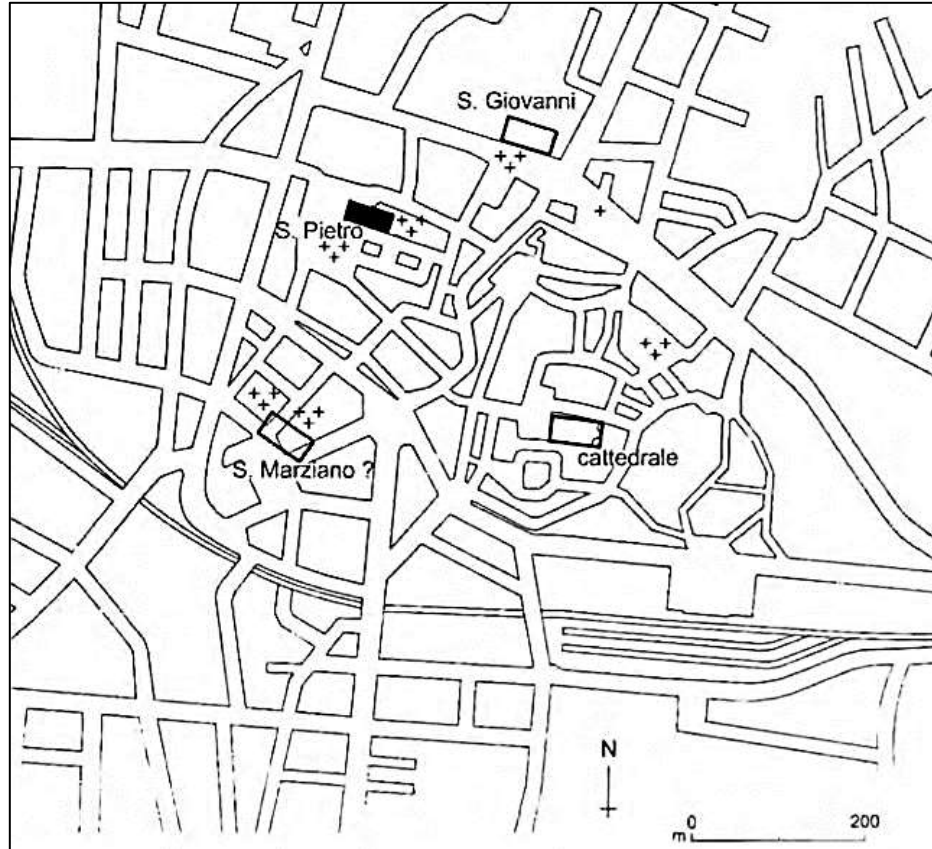 S. Giovanni
S. Pietro
S. Marziano ?
cattedrale
N
0 200
m